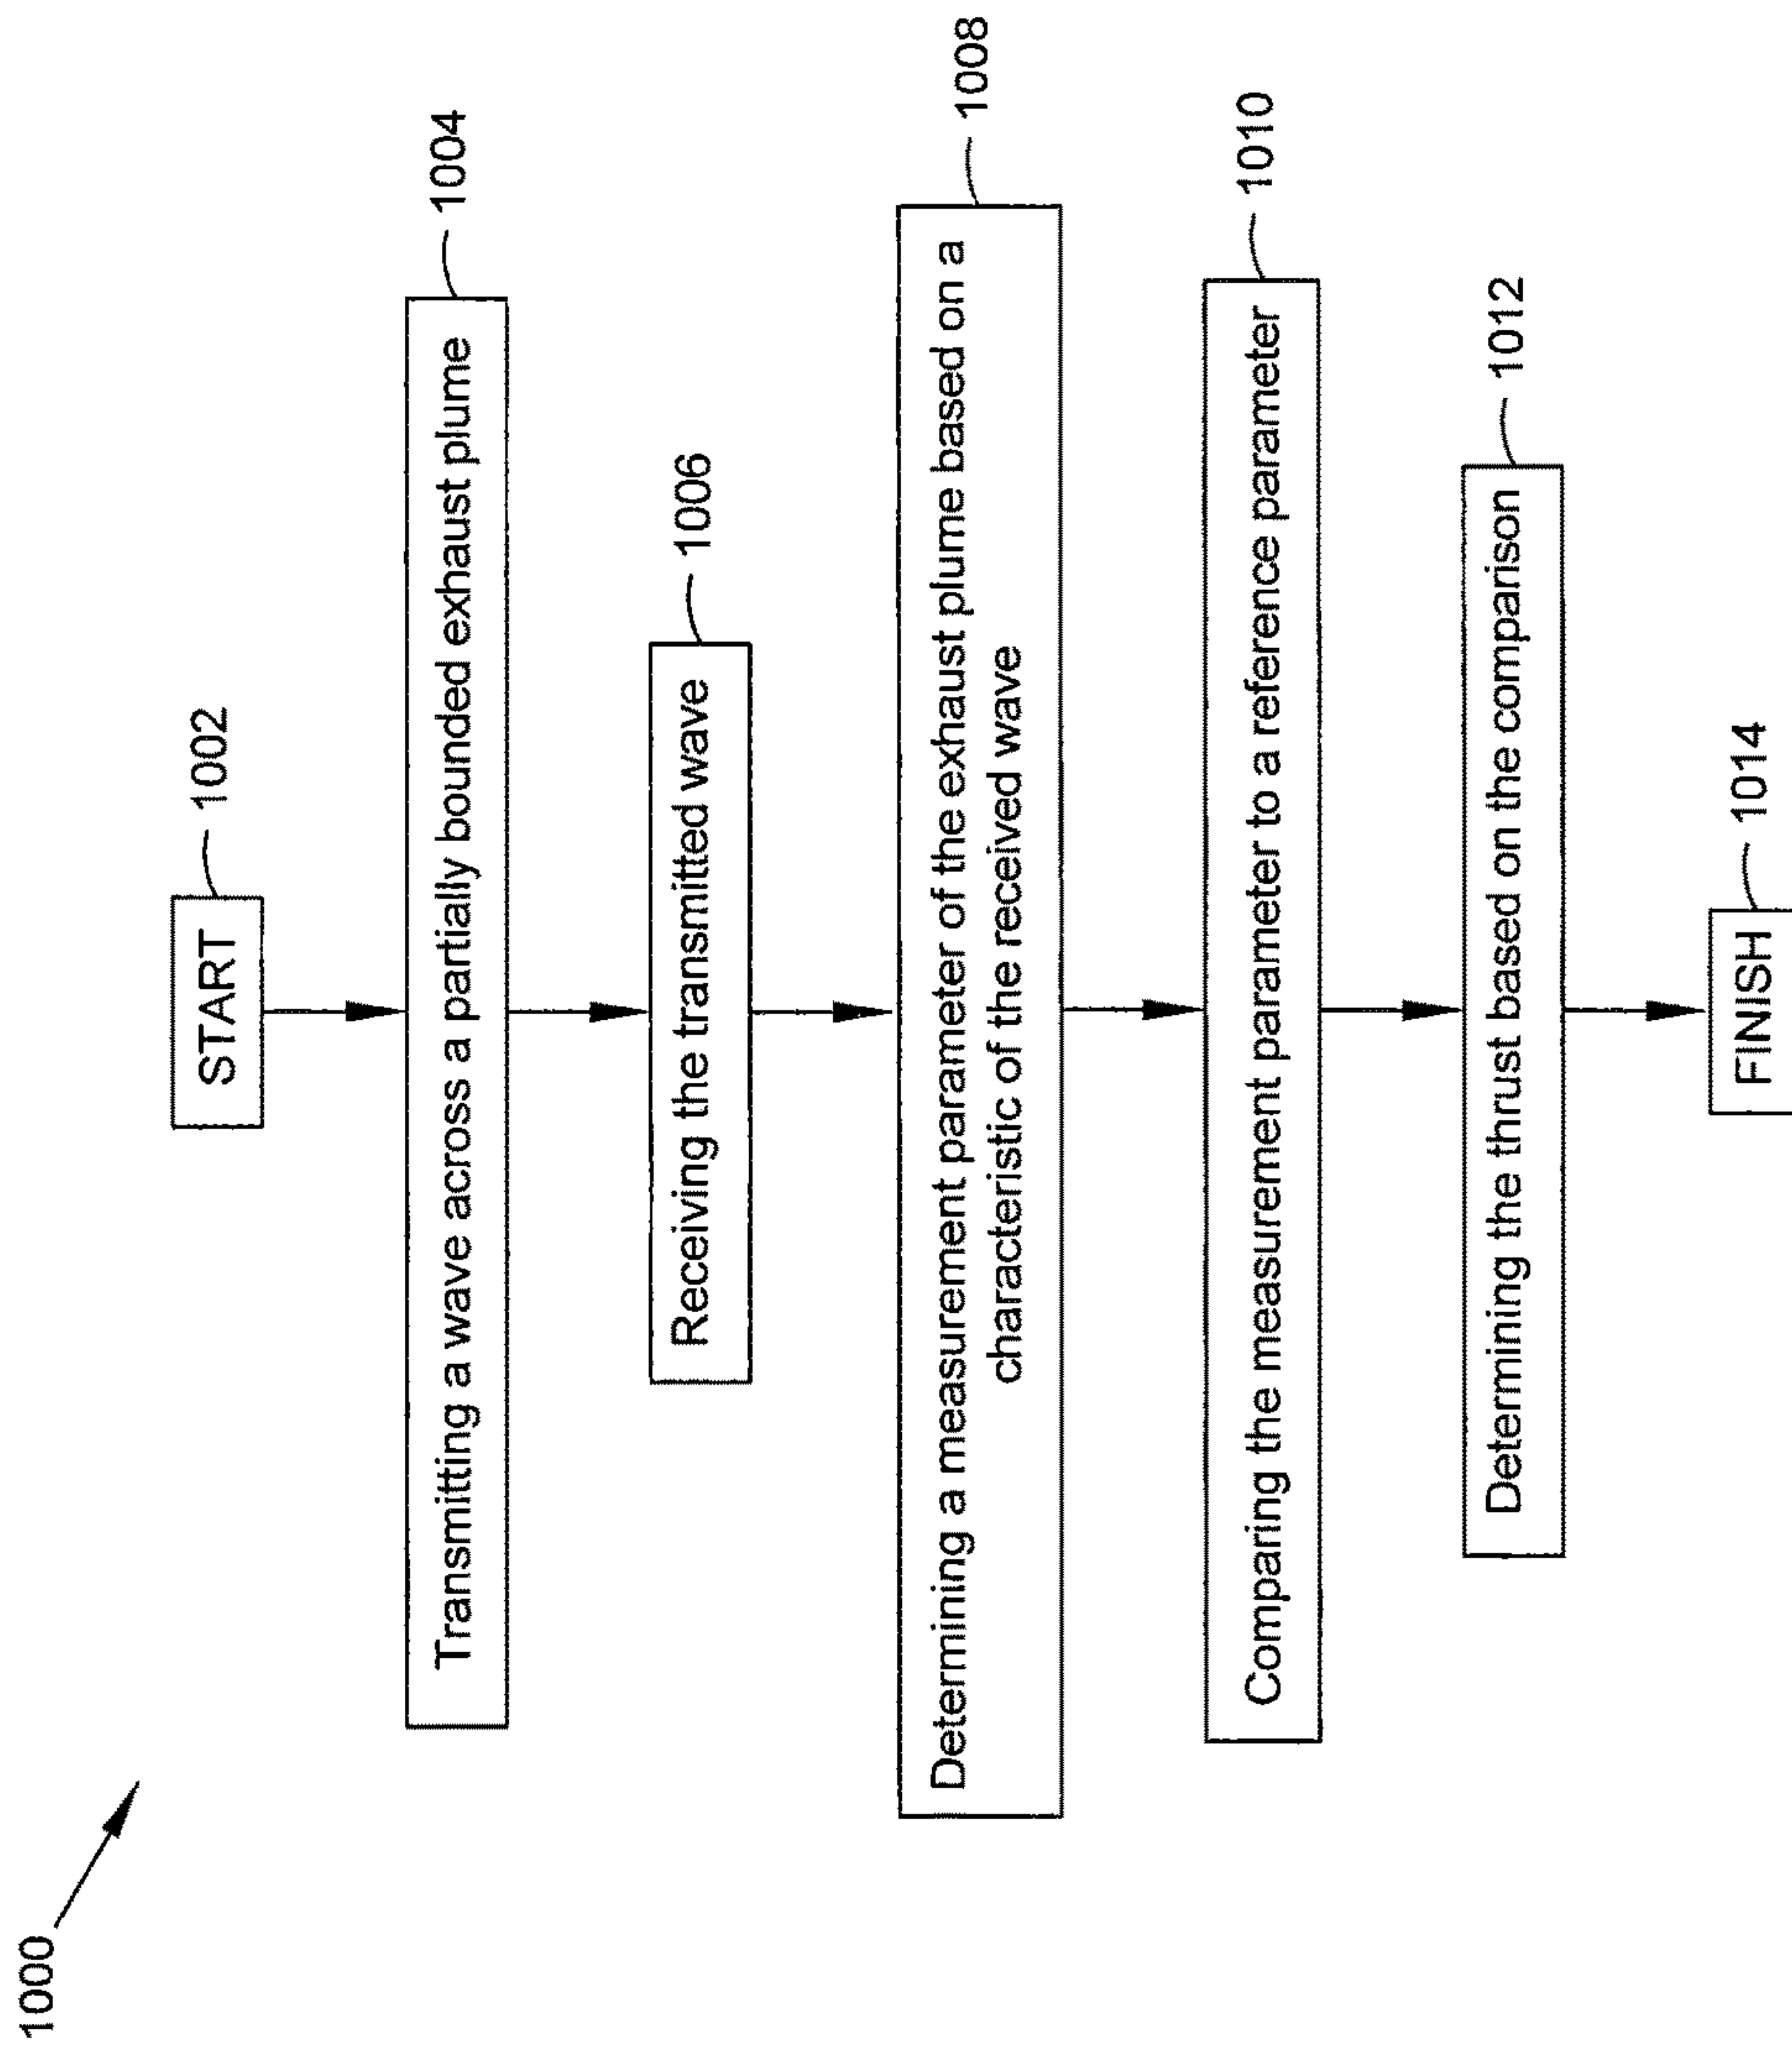 1000
START
1002
Transmitting a wave across a partially bounded exhaust plume
1004
Receiving the transmitted wave
1006
Determining a measurement parameter of the exhaust plume based on a
characteristic of the received wave
1008
Comparing the measurement parameter to a reference parameter
1010
Determining the thrust based on the comparison
1012
FINISH
1014